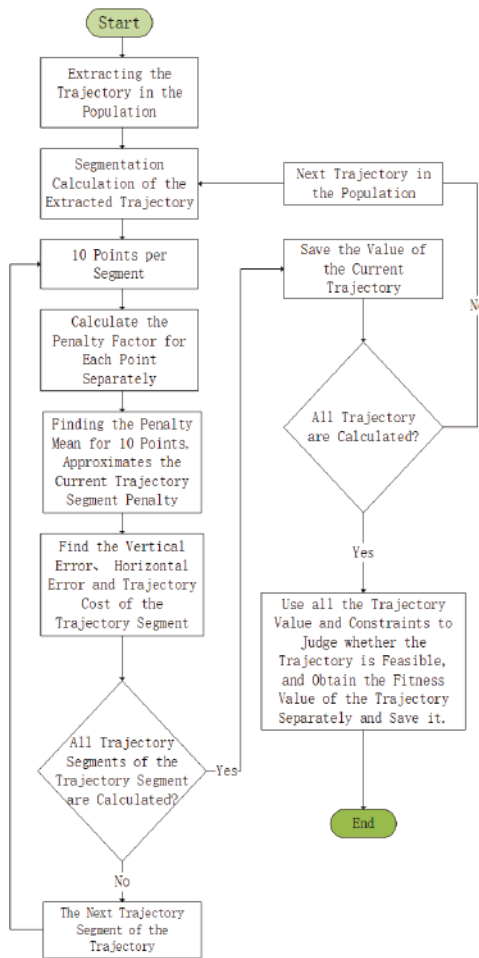 Start
Extracting the
Trajectory in the
Population
Segmentation
Calculation of the
Extracted Trajectory
Next Trajectory in
the Population
10 Points per
Segment
Save the Value of
the Current
Trajectory
Calculate the
Penalty Factor for
Each Point
Separately
Finding the Penalty
Mean for 10 Points,
Approximates the
Current Trajectory
Segment Penalty
All Trajectory
are Calculated?
No
Find the Vertical
Error、 Horizontal
Error and Trajectory
Cost of the
Trajectory Segment
Yes
Use all the Trajectory
Value and Constraints to
Judge whether the
Trajectory is Feasible,
and Obtain the Fitness
Value of the Trajectory
Separately and Save it.
All Trajectory
Segments of the
Trajectory Segment
are Calculated?
Yes
End
No
The Next Trajectory
Segment of the
Trajectory